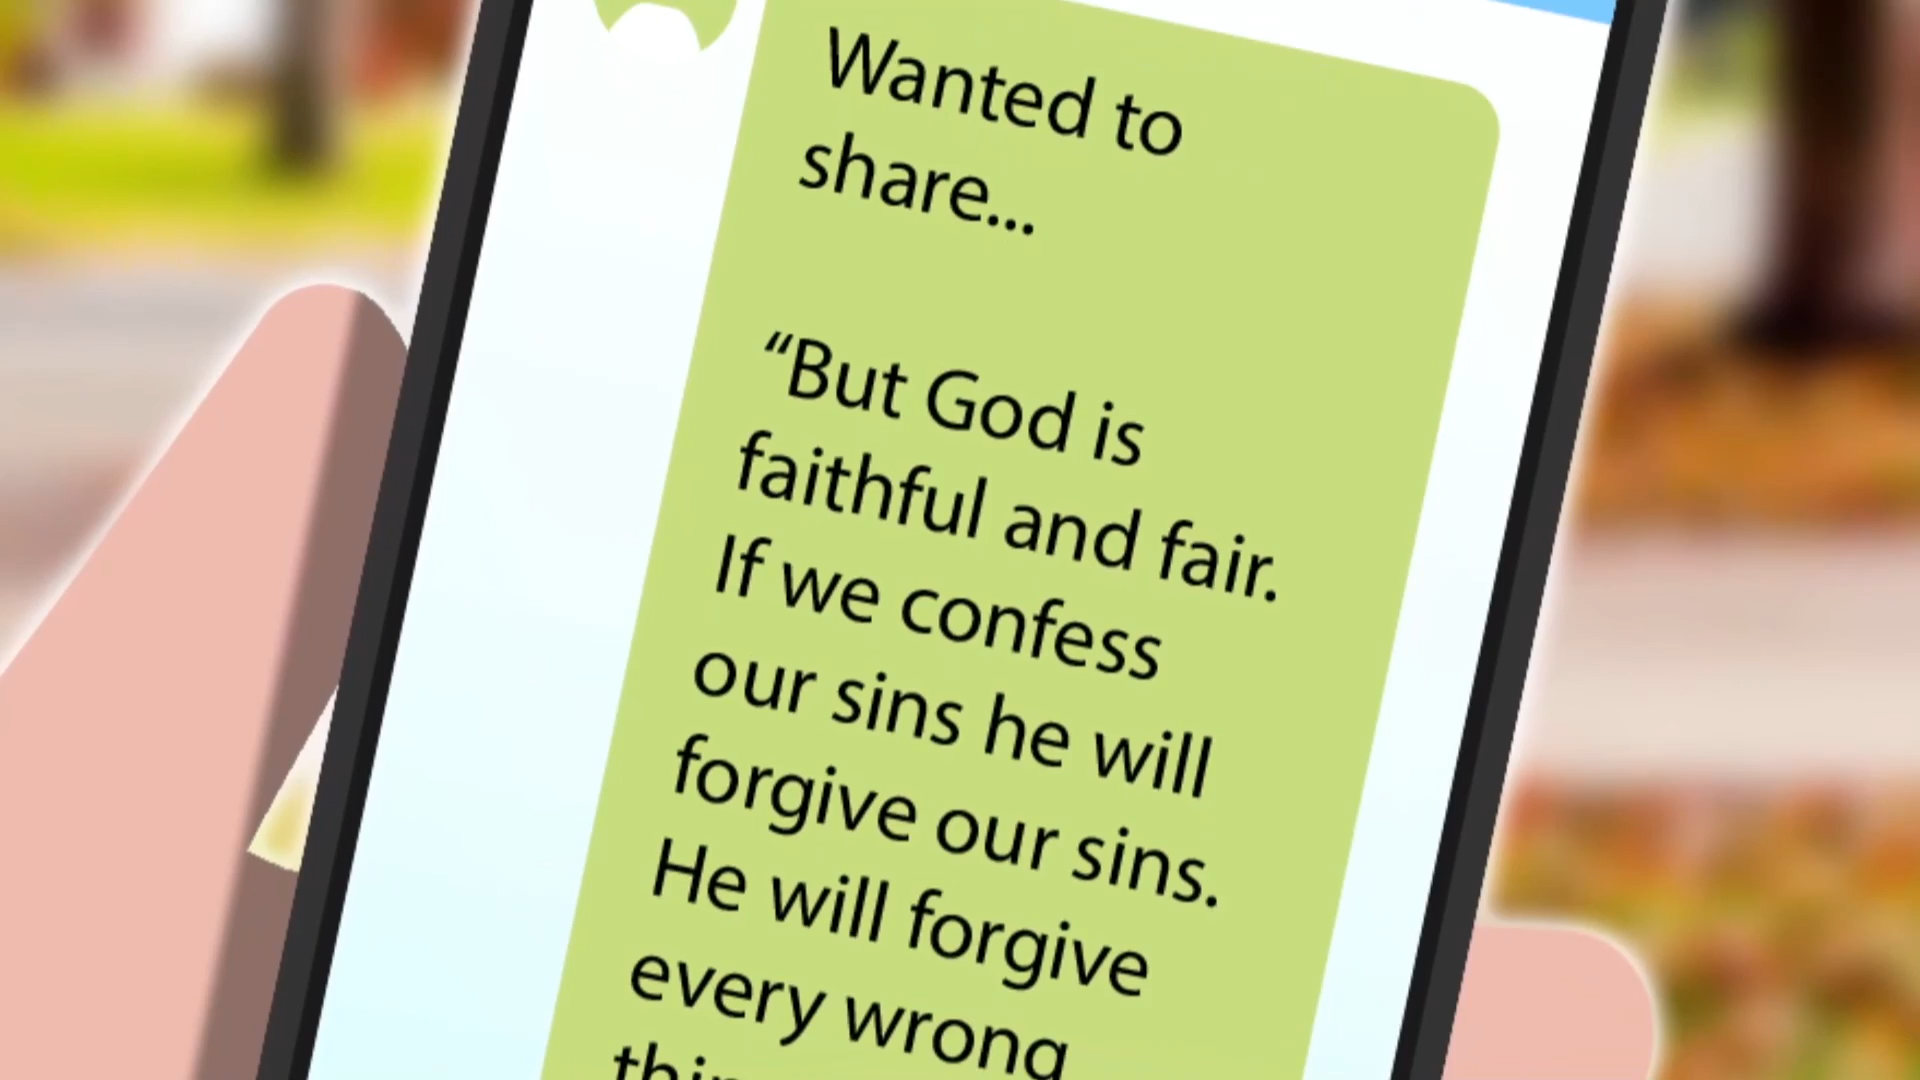 Wanted to
share...
“But God is
faithful and fair.
If we confess
our sins he will
forgive our sins.
He will forgive
every wrong